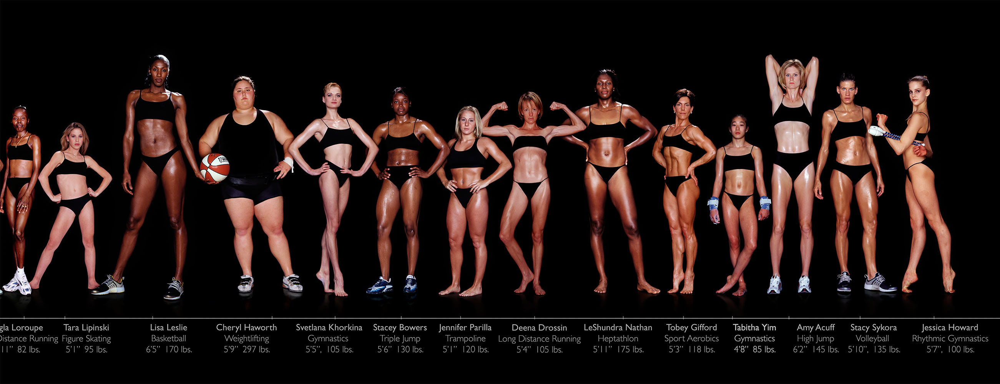 gla Loroupe
Distance Running
11" 82 lbs.
Tara Lipinski
Figure Skating
5'1" 95 lbs.
Lisa Leslie
Basketball
6'5" 170 lbs.
Cheryl Haworth
Weightlifting
5'9" 297 lbs.
Svetlana Khorkina
Gymnastics
5'5", 105 lbs.
Stacey Bowers
Triple Jump
5'6" 130 lbs.
Jennifer Parilla
Trampoline
5'1" 120 lbs.
Deena Drossin
Long Distance Running
5'4" 105 lbs.
LeShundra Nathan
Heptathlon
5'11" 175 lbs.
Tobey Gifford
Sport Aerobics
5'3" 118 lbs.
Tabitha Yim
Gymnastics
4'8" 85 lbs.
Amy Acuff
High Jump
6'2" 145 lbs.
Stacy Sykora
Volleyball
5'10", 135 lbs.
Jessica Howard
Rhythmic Gymnastics
5'7", 100 lbs.